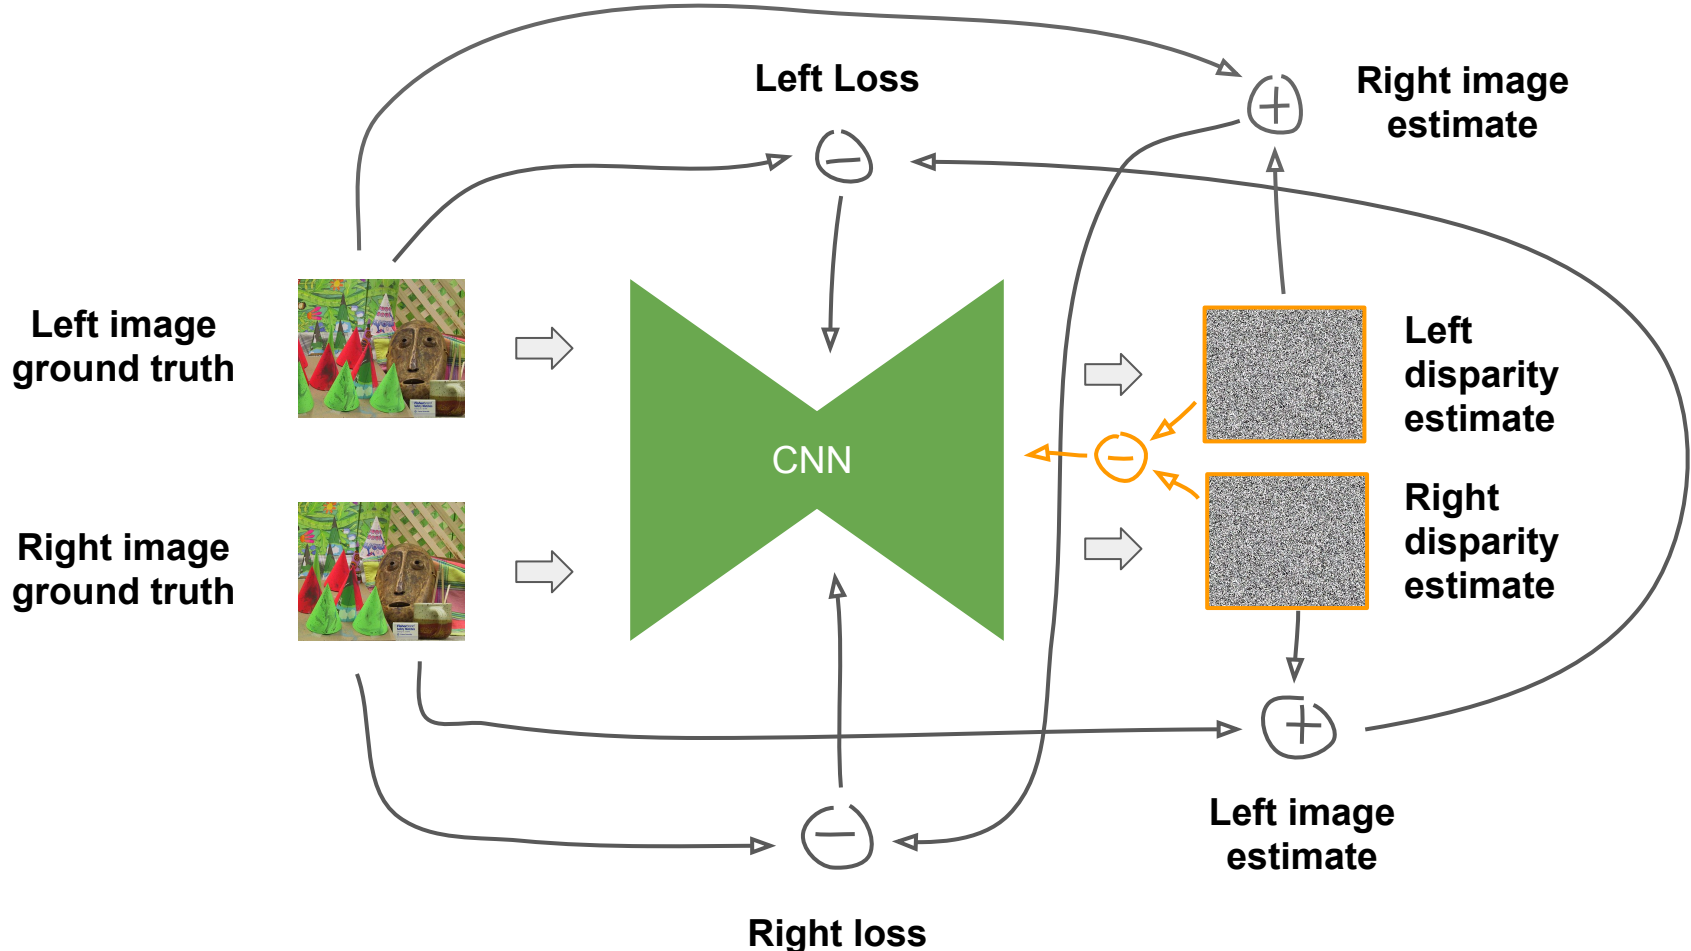 Left Loss
Right image
estimate
Left image
ground truth
Left
disparity
estimate
CNN
Right image
ground truth
Right
disparity
estimate
Left image
estimate
Right loss